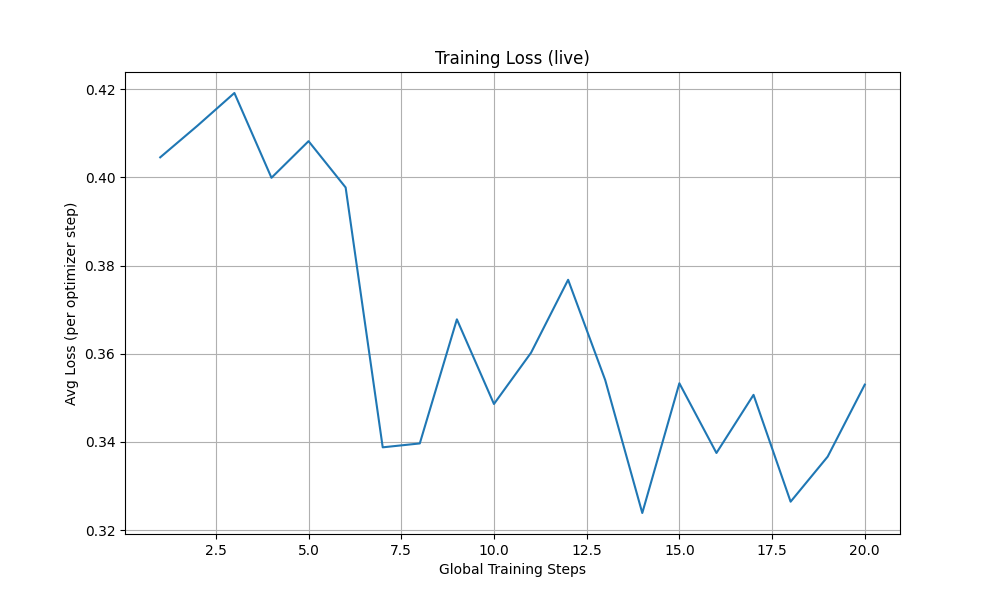 Training Loss (live)
Avg Loss (per optimizer step)
0.42
0.40
0.38
0.36
0.34
0.32
2.5 5.0 7.5 10.0 12.5 15.0 17.5 20.0
Global Training Steps